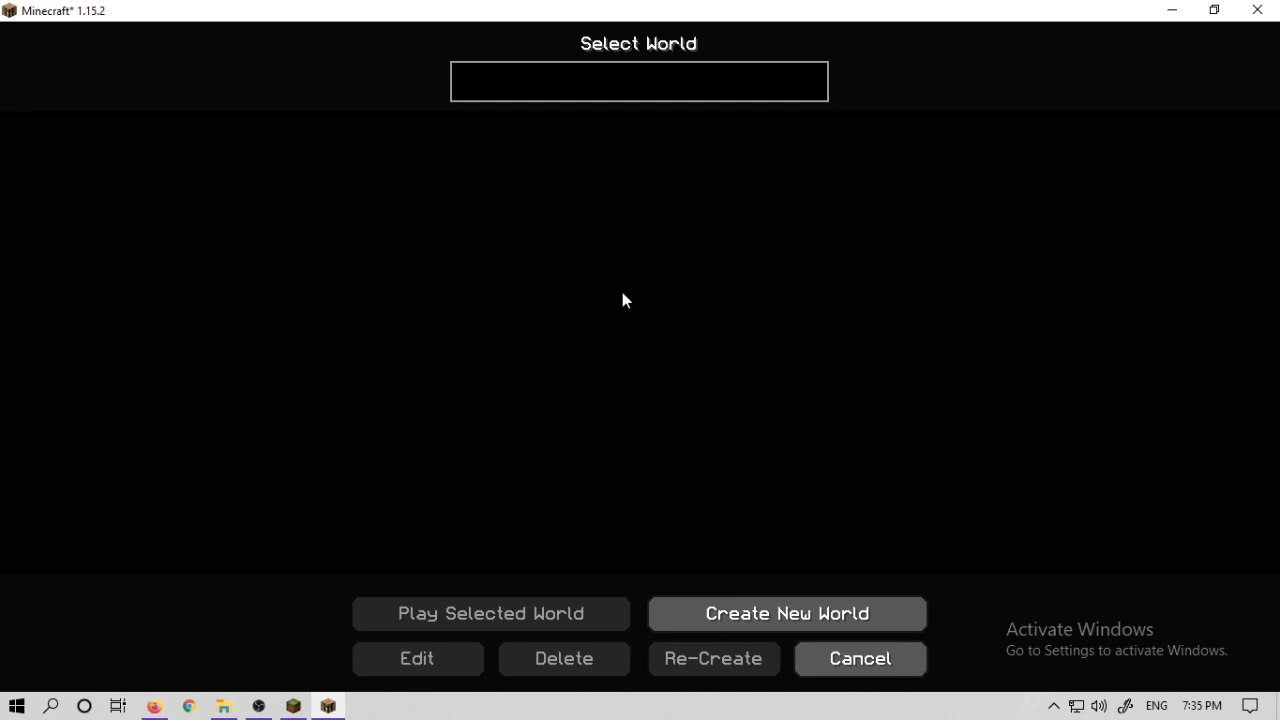 Minecraft* 1.15.2
Select World
Play Selected World
Create New World
Edit
Delete
Re-Create
Cancel
Activate Windows
Go to Settings to activate Windows.
ENG
7:35 PM